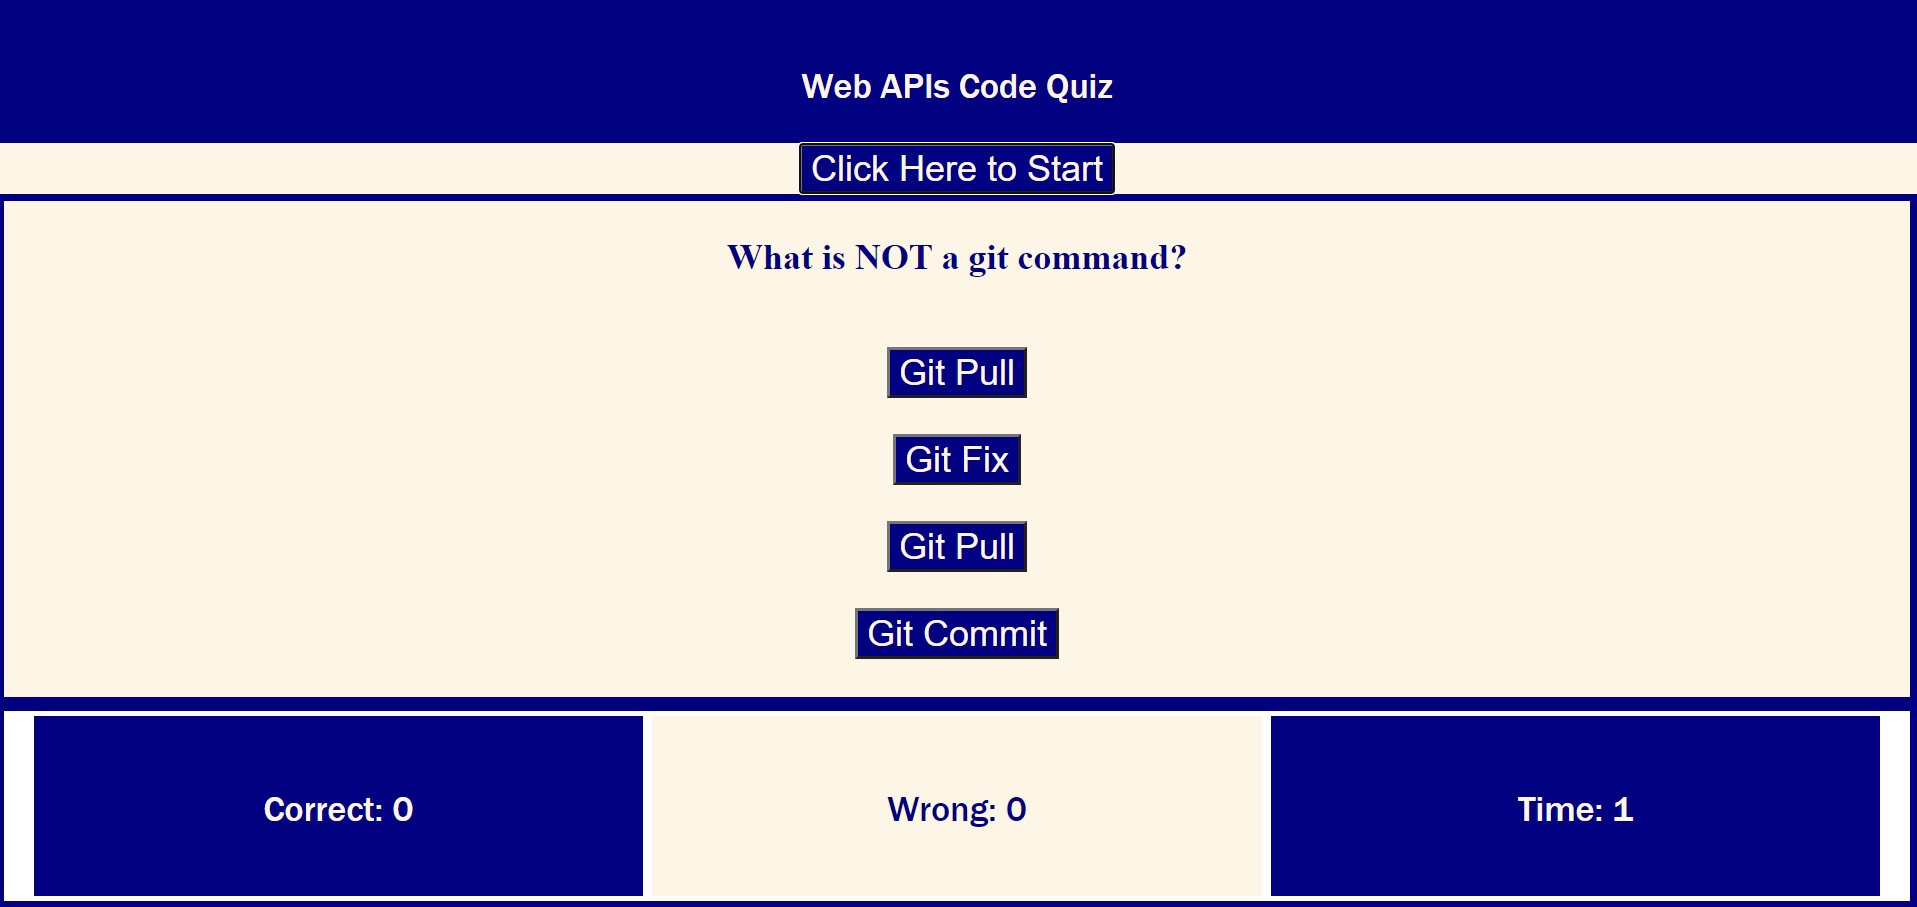 Web APIs Code Quiz
Click Here to Start
What is NOT a git command?
Git Pull
Git Fix
Git Pull
Git Commit
Correct: 0
Wrong: 0
Time: 1